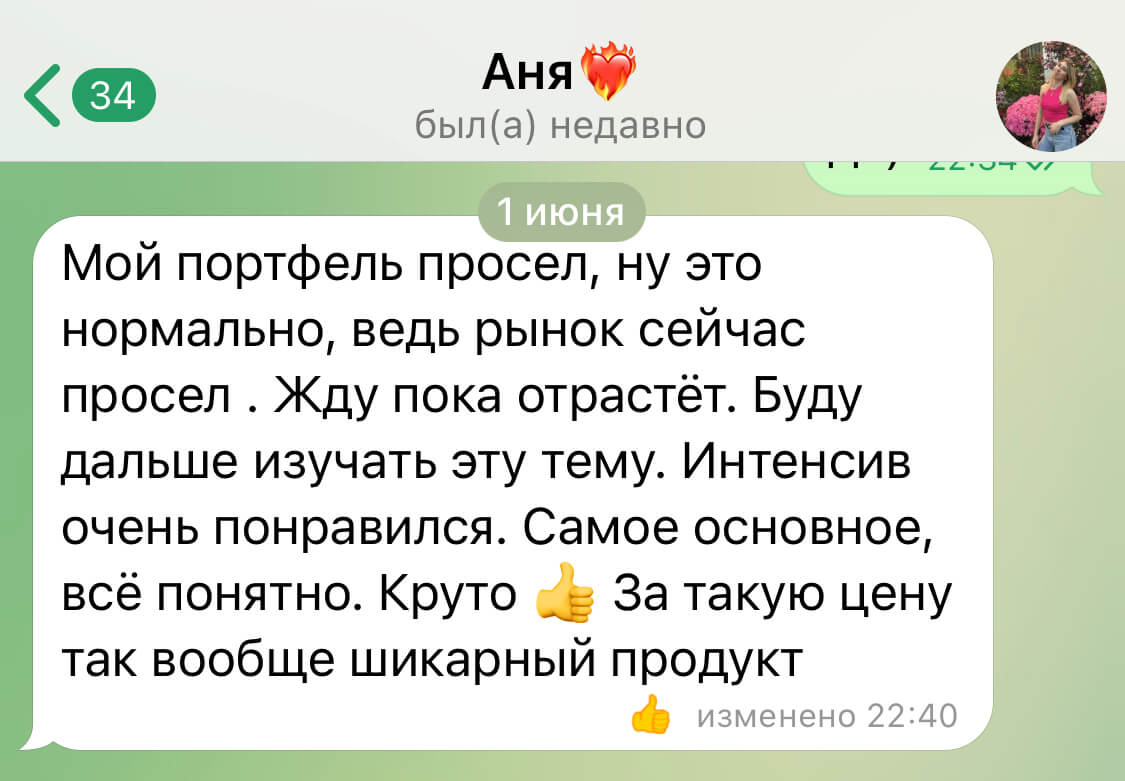 34
Аня❤️‍🔥
был(а) недавно
22:34
1 июня
Мой портфель просел, ну это
нормально, ведь рынок сейчас
просел . Жду пока отрастёт. Буду
дальше изучать эту тему. Интенсив
очень понравился. Самое основное,
всё понятно. Круто 👍 За такую цену
так вообще шикарный продукт
👍 изменено 22:40